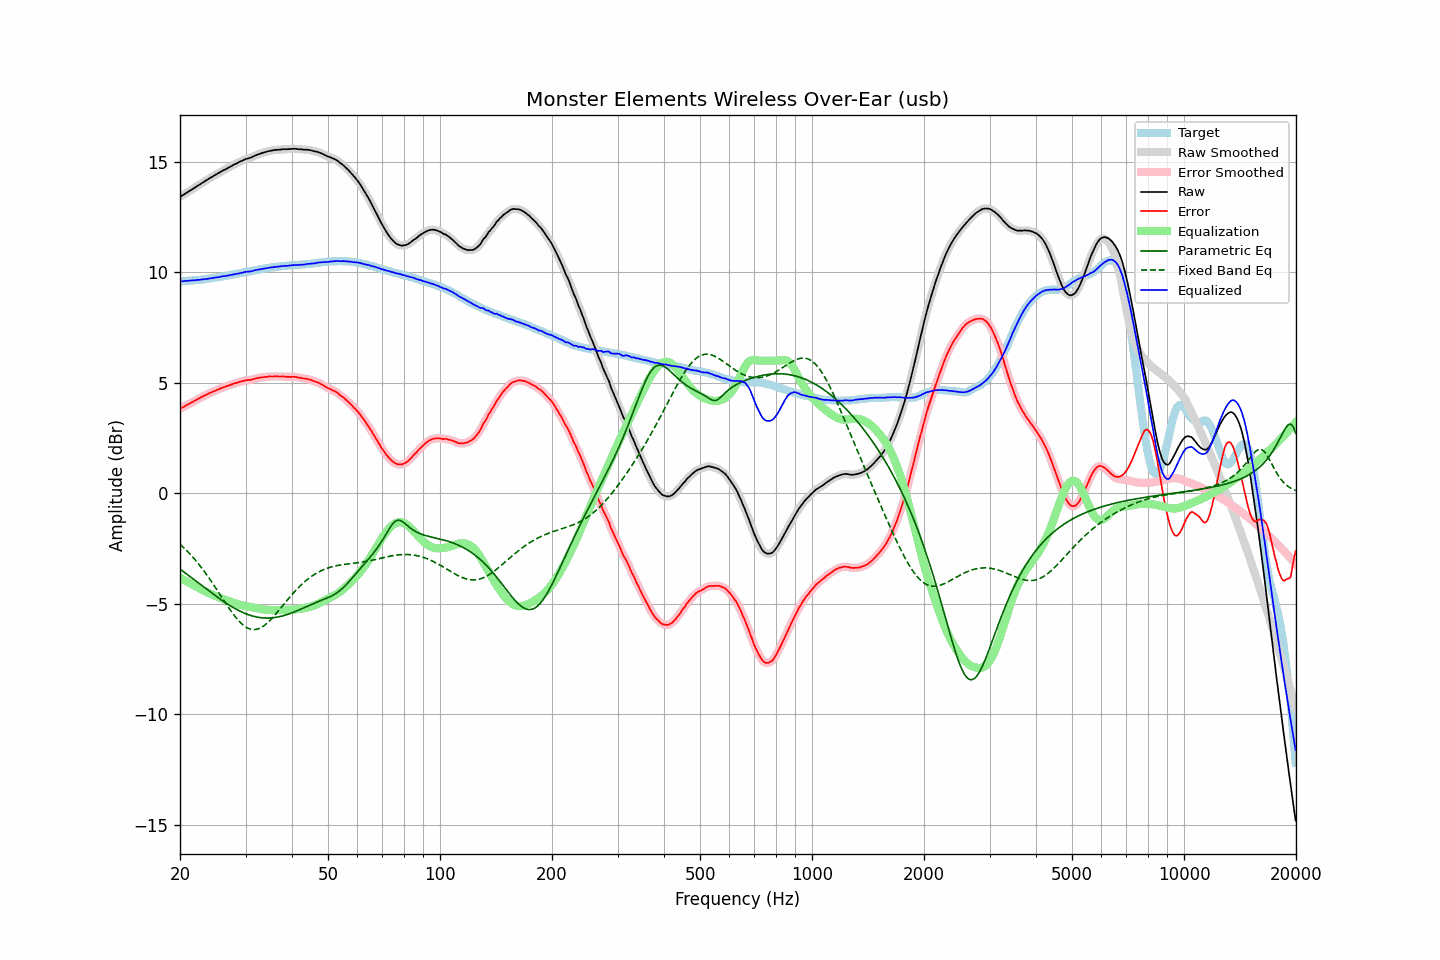 Monster Elements Wireless Over-Ear (usb)
Target
Raw Smoothed
Error Smoothed
Raw
Error
Equalization
Parametric Eq
Fixed Band Eq
Equalized
Amplitude (dBr)
15
10
5
0
−5
−10
−15
20 50 100 200 500 1000 2000 5000 10000 20000
Frequency (Hz)